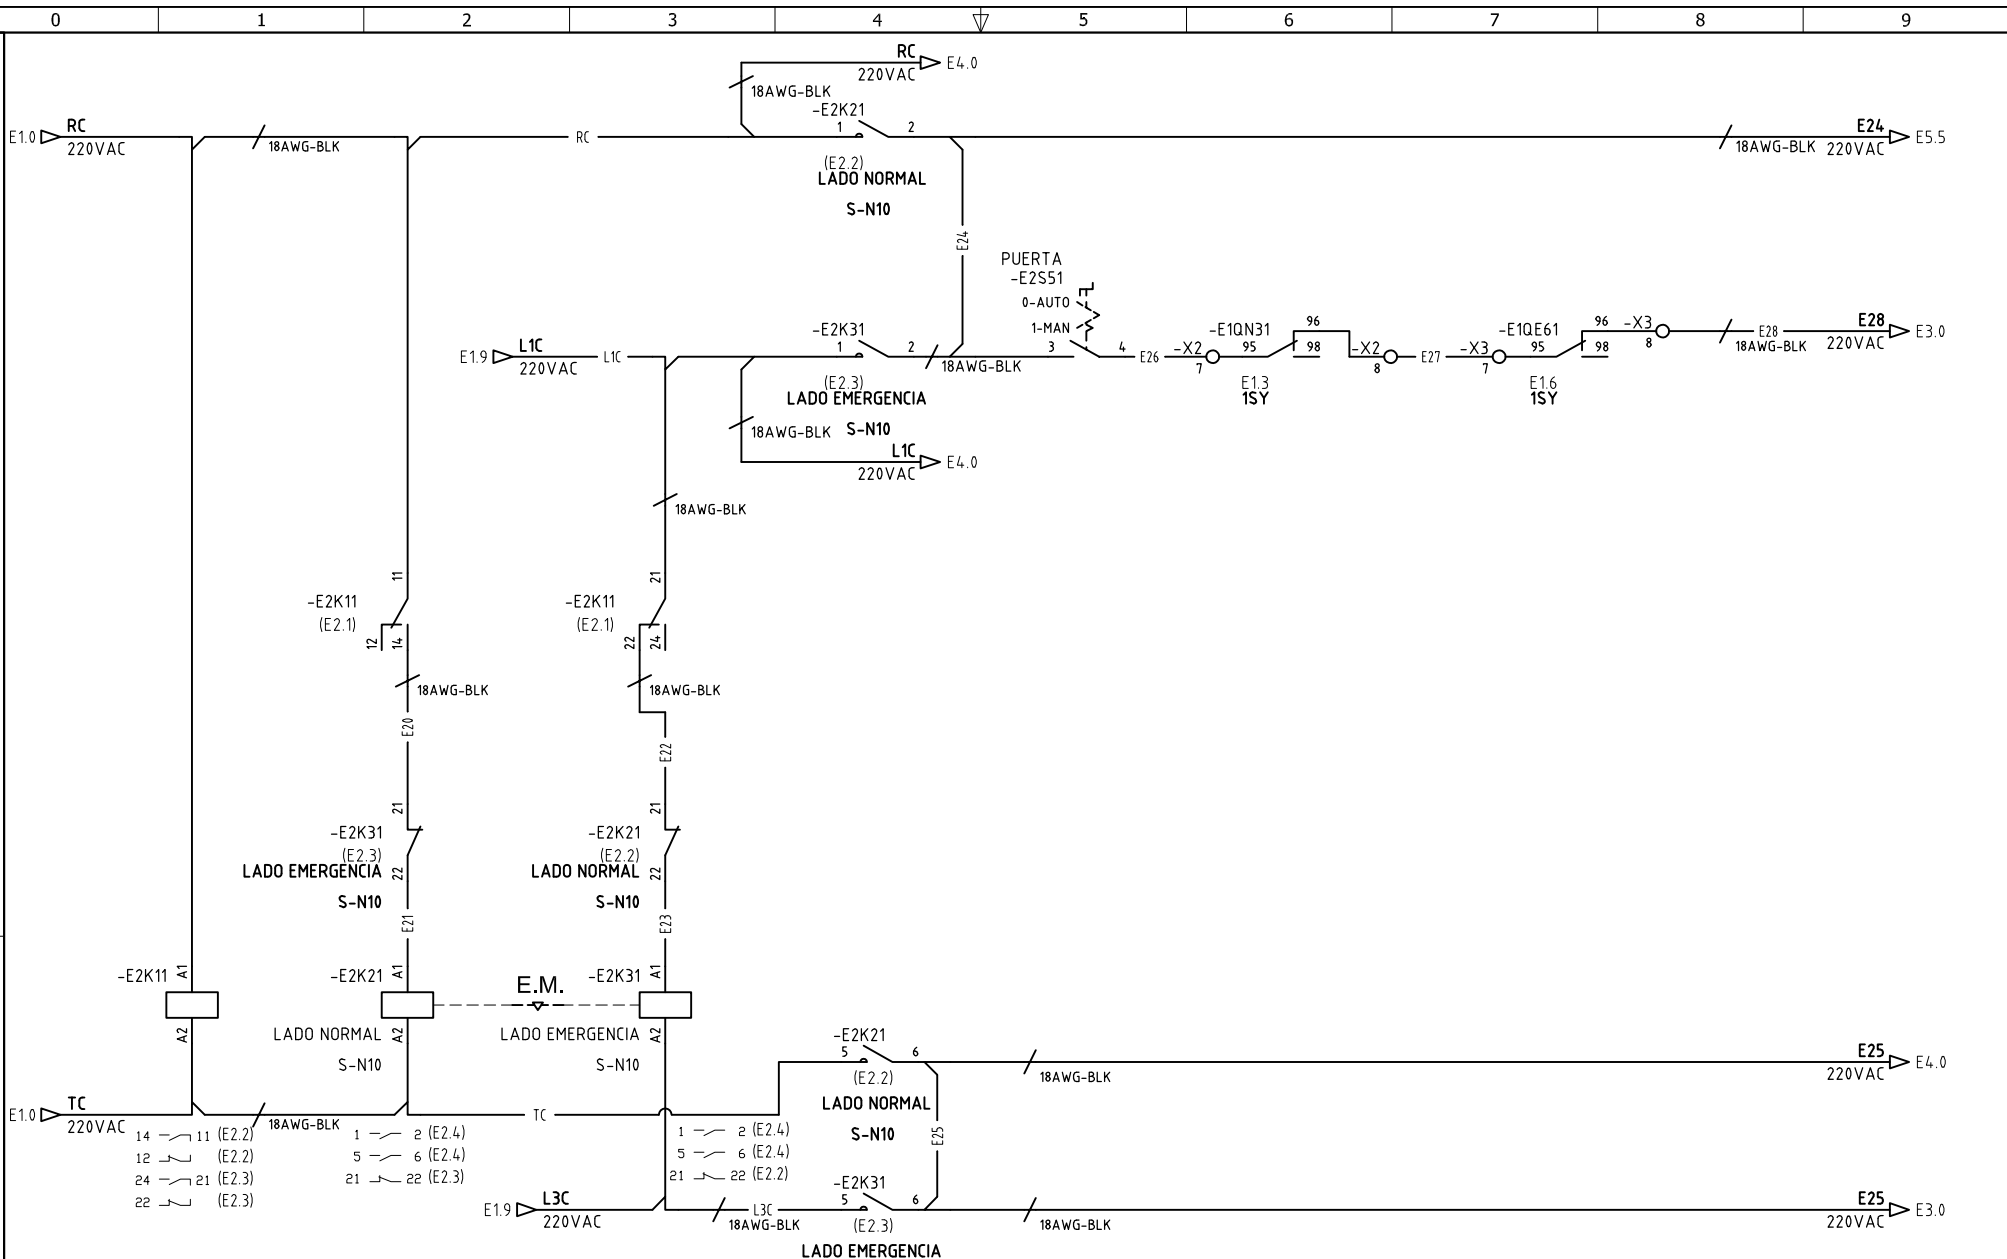 0 1 2 3 4 5 6 7 8 9
RC
220VAC
E4.0
18AWG-BLK
-E2K21
1 2
E1.0
RC
220VAC
18AWG-BLK
RC
18AWG-BLK
E24
220VAC
E5.5
(E2.2)
LADO NORMAL
S-N10
E24
PUERTA
-E2S51
0-AUTO
1-MAN
3 4
E1.9
L1C
220VAC
L1C
-E2K31
1 2
18AWG-BLK
(E2.3)
LADO EMERGENCIA
S-N10
E26
-X2
7
-E1QN31
95
96
98
E1.3
1SY
-X2
8
E27
-X3
7
-E1QE61
95
96
98
E1.6
1SY
-X3
8
18AWG-BLK
E28
E28
220VAC
E3.0
18AWG-BLK
L1C
220VAC
E4.0
18AWG-BLK
11
-E2K11
(E2.1)
12
14
18AWG-BLK
E20
21
-E2K11
(E2.1)
22
24
18AWG-BLK
E22
21
-E2K31
(E2.3)
LADO EMERGENCIA
22
S-N10
E21
21
-E2K21
(E2.2)
LADO NORMAL
22
S-N10
E23
-E2K11
A1
A2
-E2K21
A1
LADO NORMAL
A2
S-N10
E.M.
-E2K31
A1
LADO EMERGENCIA
A2
S-N10
-E2K21
5 6
(E2.2)
LADO NORMAL
S-N10
18AWG-BLK
E25
220VAC
E4.0
E25
E1.0
TC
220VAC
18AWG-BLK
TC
14 11 (E2.2)
12 (E2.2)
24 21 (E2.3)
22 (E2.3)
1 2 (E2.4)
5 6 (E2.4)
21 22 (E2.3)
1 2 (E2.4)
5 6 (E2.4)
21 22 (E2.2)
E1.9
L3C
220VAC
18AWG-BLK
L3C
-E2K31
5 6
(E2.3)
LADO EMERGENCIA
18AWG-BLK
E25
220VAC
E3.0